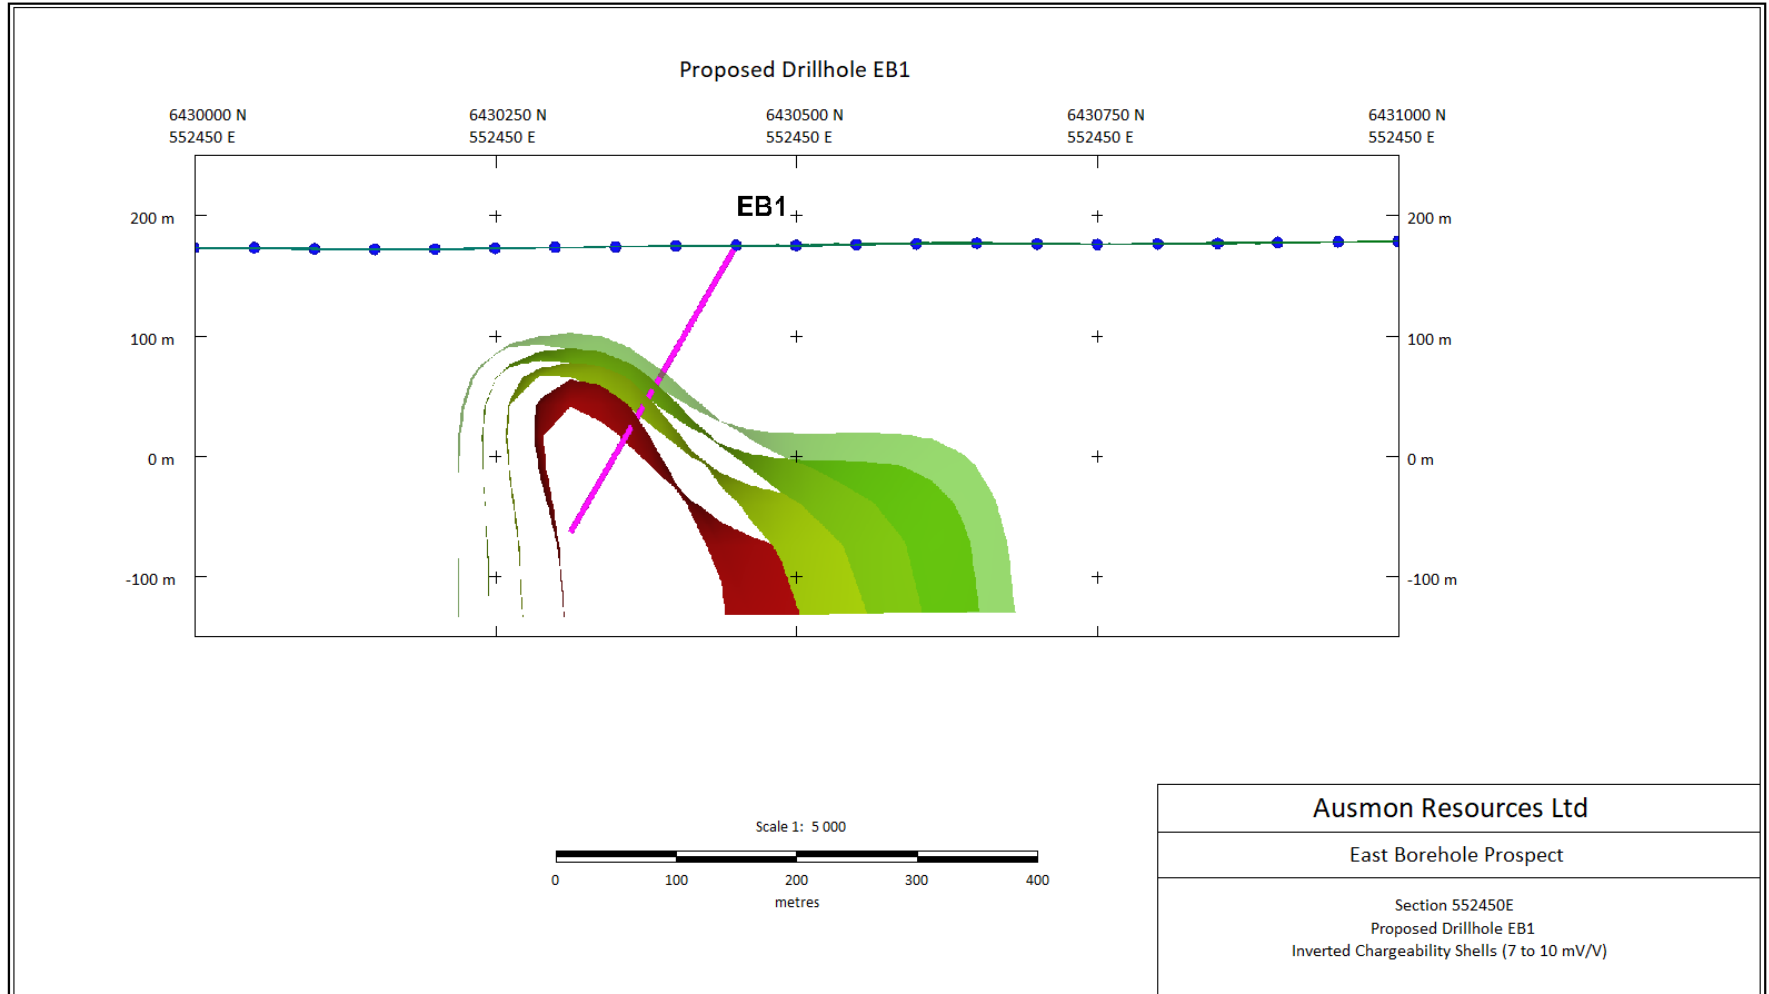 Proposed Drillhole EB1
6430000 N 6430250 N 6430500 N 6430750 N 6431000 N
552450 E 552450 E 552450 E 552450 E 552450 E
EB1
200 m 200 m
100 m 100 m
0 m 0 m
-100 m -100 m
Scale 1: 5 000
0 100 200 300 400
metres
Ausmon Resources Ltd
East Borehole Prospect
Section 552450E
Proposed Drillhole EB1
Inverted Chargeability Shells (7 to 10 mV/V)